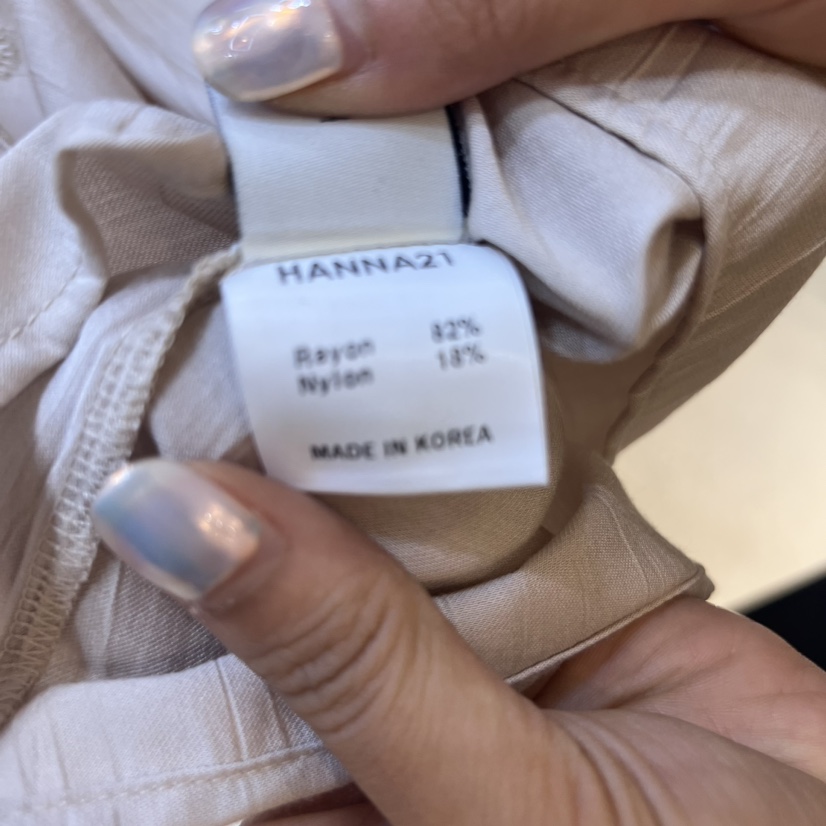 HANNA21
Rayon 82%
Nylon 18%
MADE IN KOREA